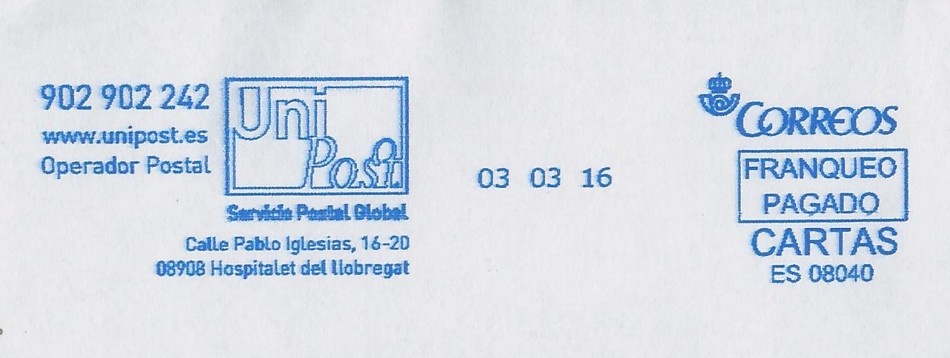 902 902 242
www.unipost.es
Operador Postal
Uni
Post
Servicio Postal Global
Calle Pablo Iglesias, 16-20
08908 Hospitalet del llobregat
03 03 16
CORREOS
FRANQUEO
PAGADO
CARTAS
ES 08040